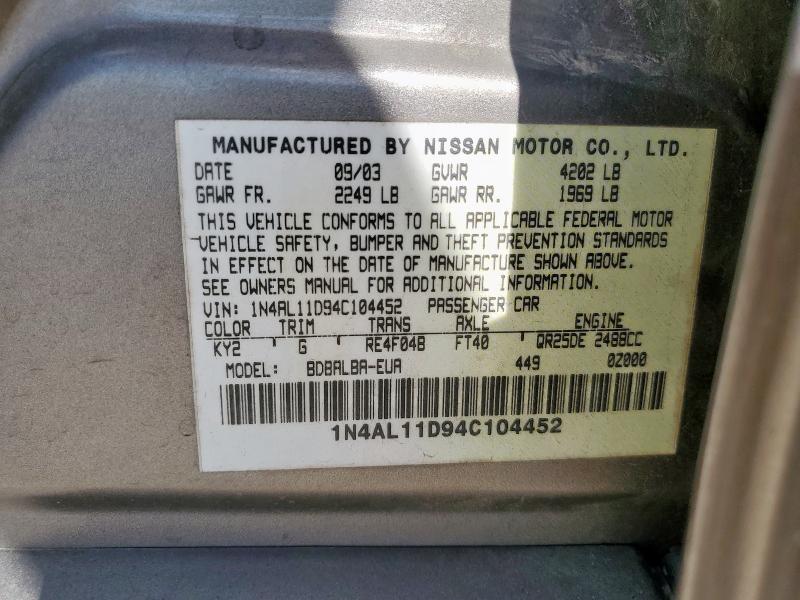 MANUFACTURED BY NISSAN MOTOR CO., LTD.
DATE 09/03 GVWR 4202 LB
GAWR FR. 2249 LB GAWR RR. 1969 LB
THIS VEHICLE CONFORMS TO ALL APPLICABLE FEDERAL MOTOR
VEHICLE SAFETY, BUMPER AND THEFT PREVENTION STANDARDS
IN EFFECT ON THE DATE OF MANUFACTURE SHOWN ABOVE.
SEE OWNERS MANUAL FOR ADDITIONAL INFORMATION.
VIN: 1N4AL11D94C104452 PASSENGER CAR
COLOR TRIM TRANS AXLE ENGINE
KY2 G RE4F04B FT40 QR25DE 2488CC
MODEL: BDBALBA-EUA 449 0Z000
1N4AL11D94C104452